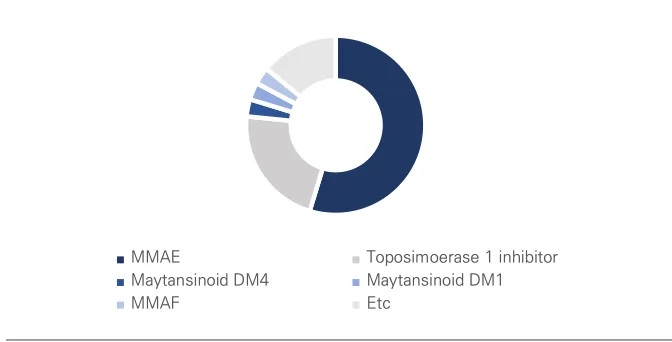 MMAE
Toposimoerase 1 inhibitor
Maytansinoid DM4
Maytansinoid DM1
MMAF
Etc